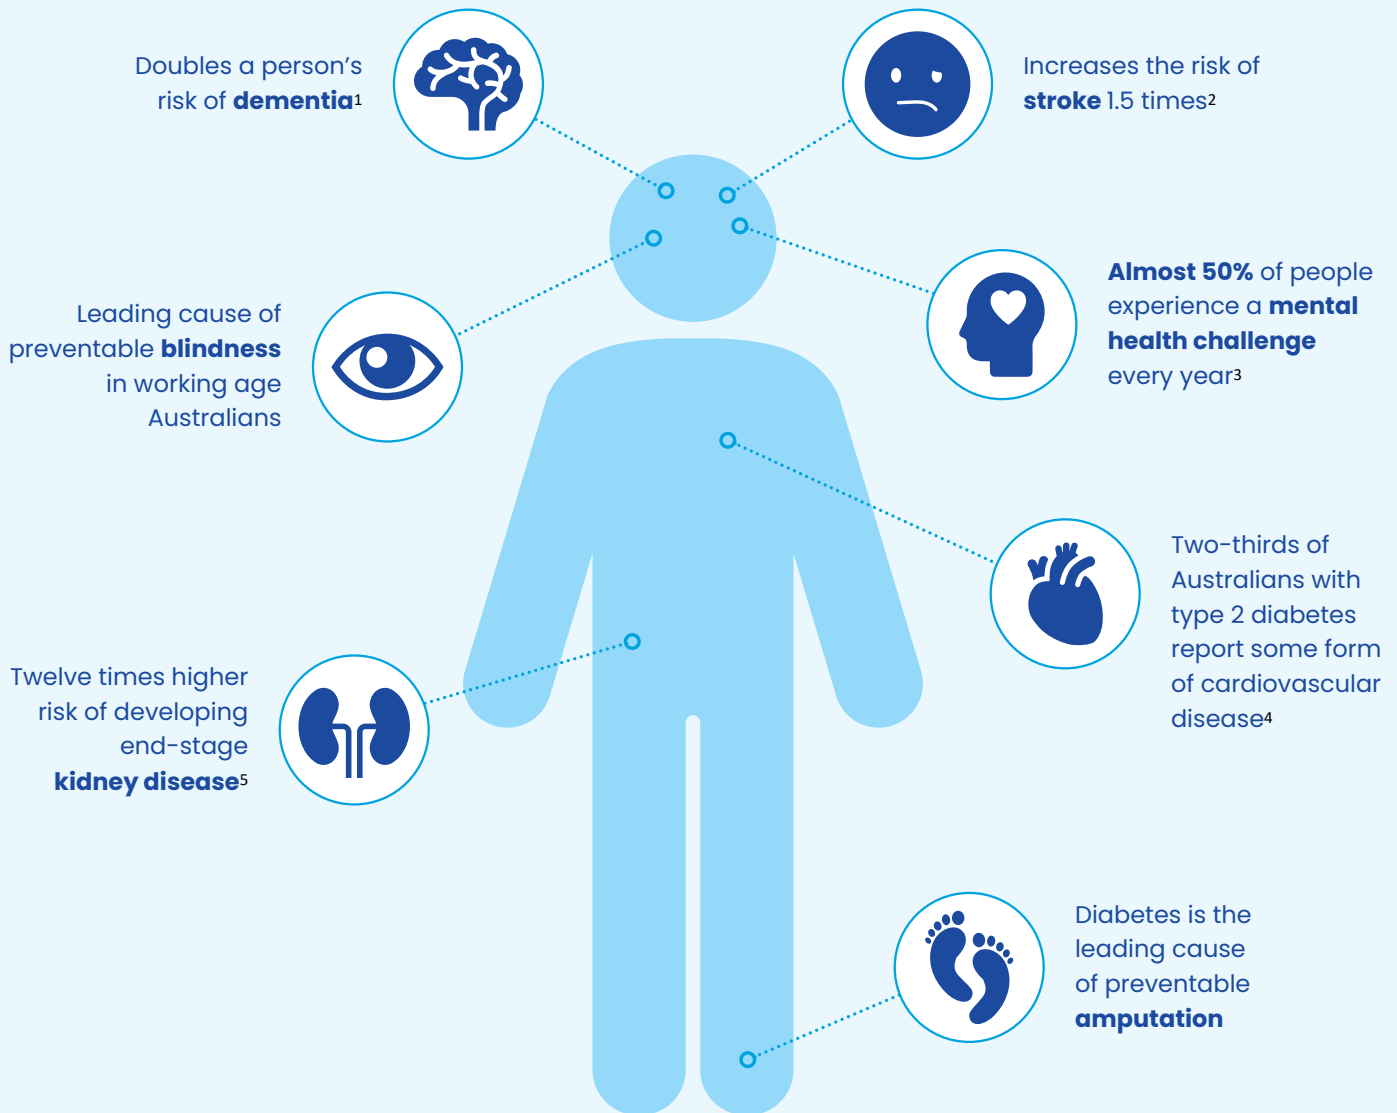 Doubles a person's
risk of dementia1
Increases the risk of
stroke 1.5 times2
Leading cause of
preventable blindness
in working age
Australians
Almost 50% of people
experience a mental
health challenge
every year3
Two-thirds of
Australians with
type 2 diabetes
report some form
of cardiovascular
disease4
Twelve times higher
risk of developing
end-stage
kidney disease5
Diabetes is the
leading cause
of preventable
amputation